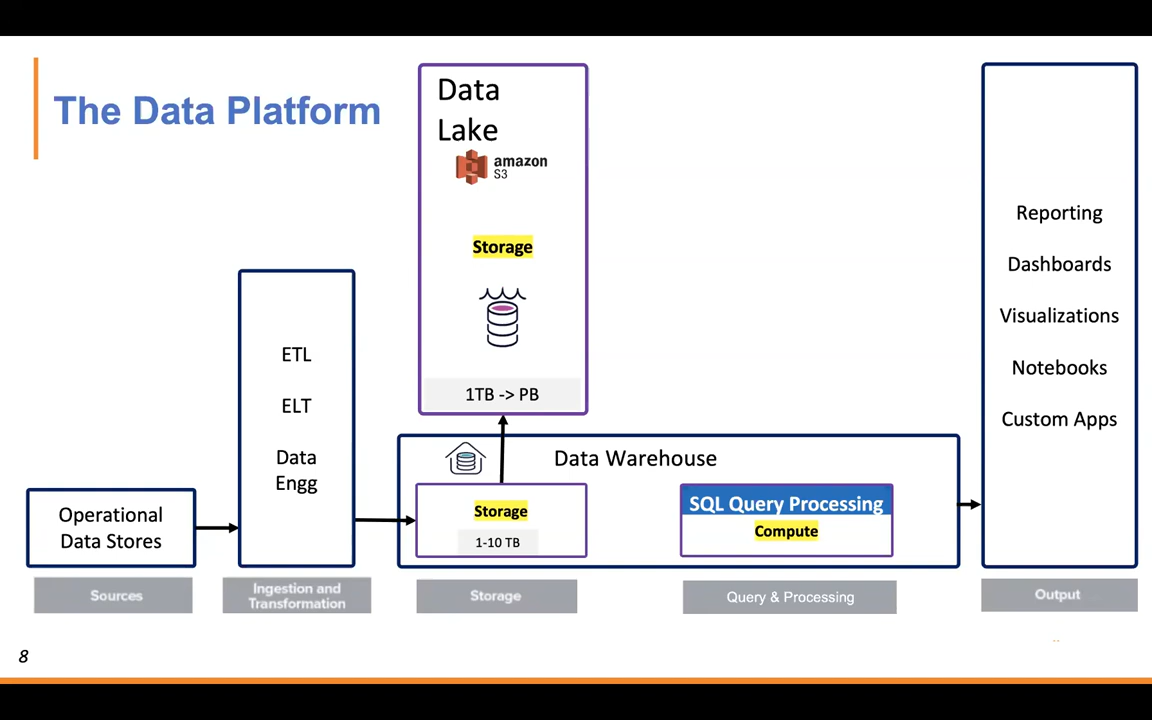 The Data Platform
Data
Lake
amazon
S3
Storage
1TB -> PB
ETL
ELT
Data
Engg
Operational
Data Stores
Data Warehouse
Storage
1-10 TB
SQL Query Processing
Compute
Reporting
Dashboards
Visualizations
Notebooks
Custom Apps
Sources
Ingestion and
Transformation
Storage
Query & Processing
Output
8